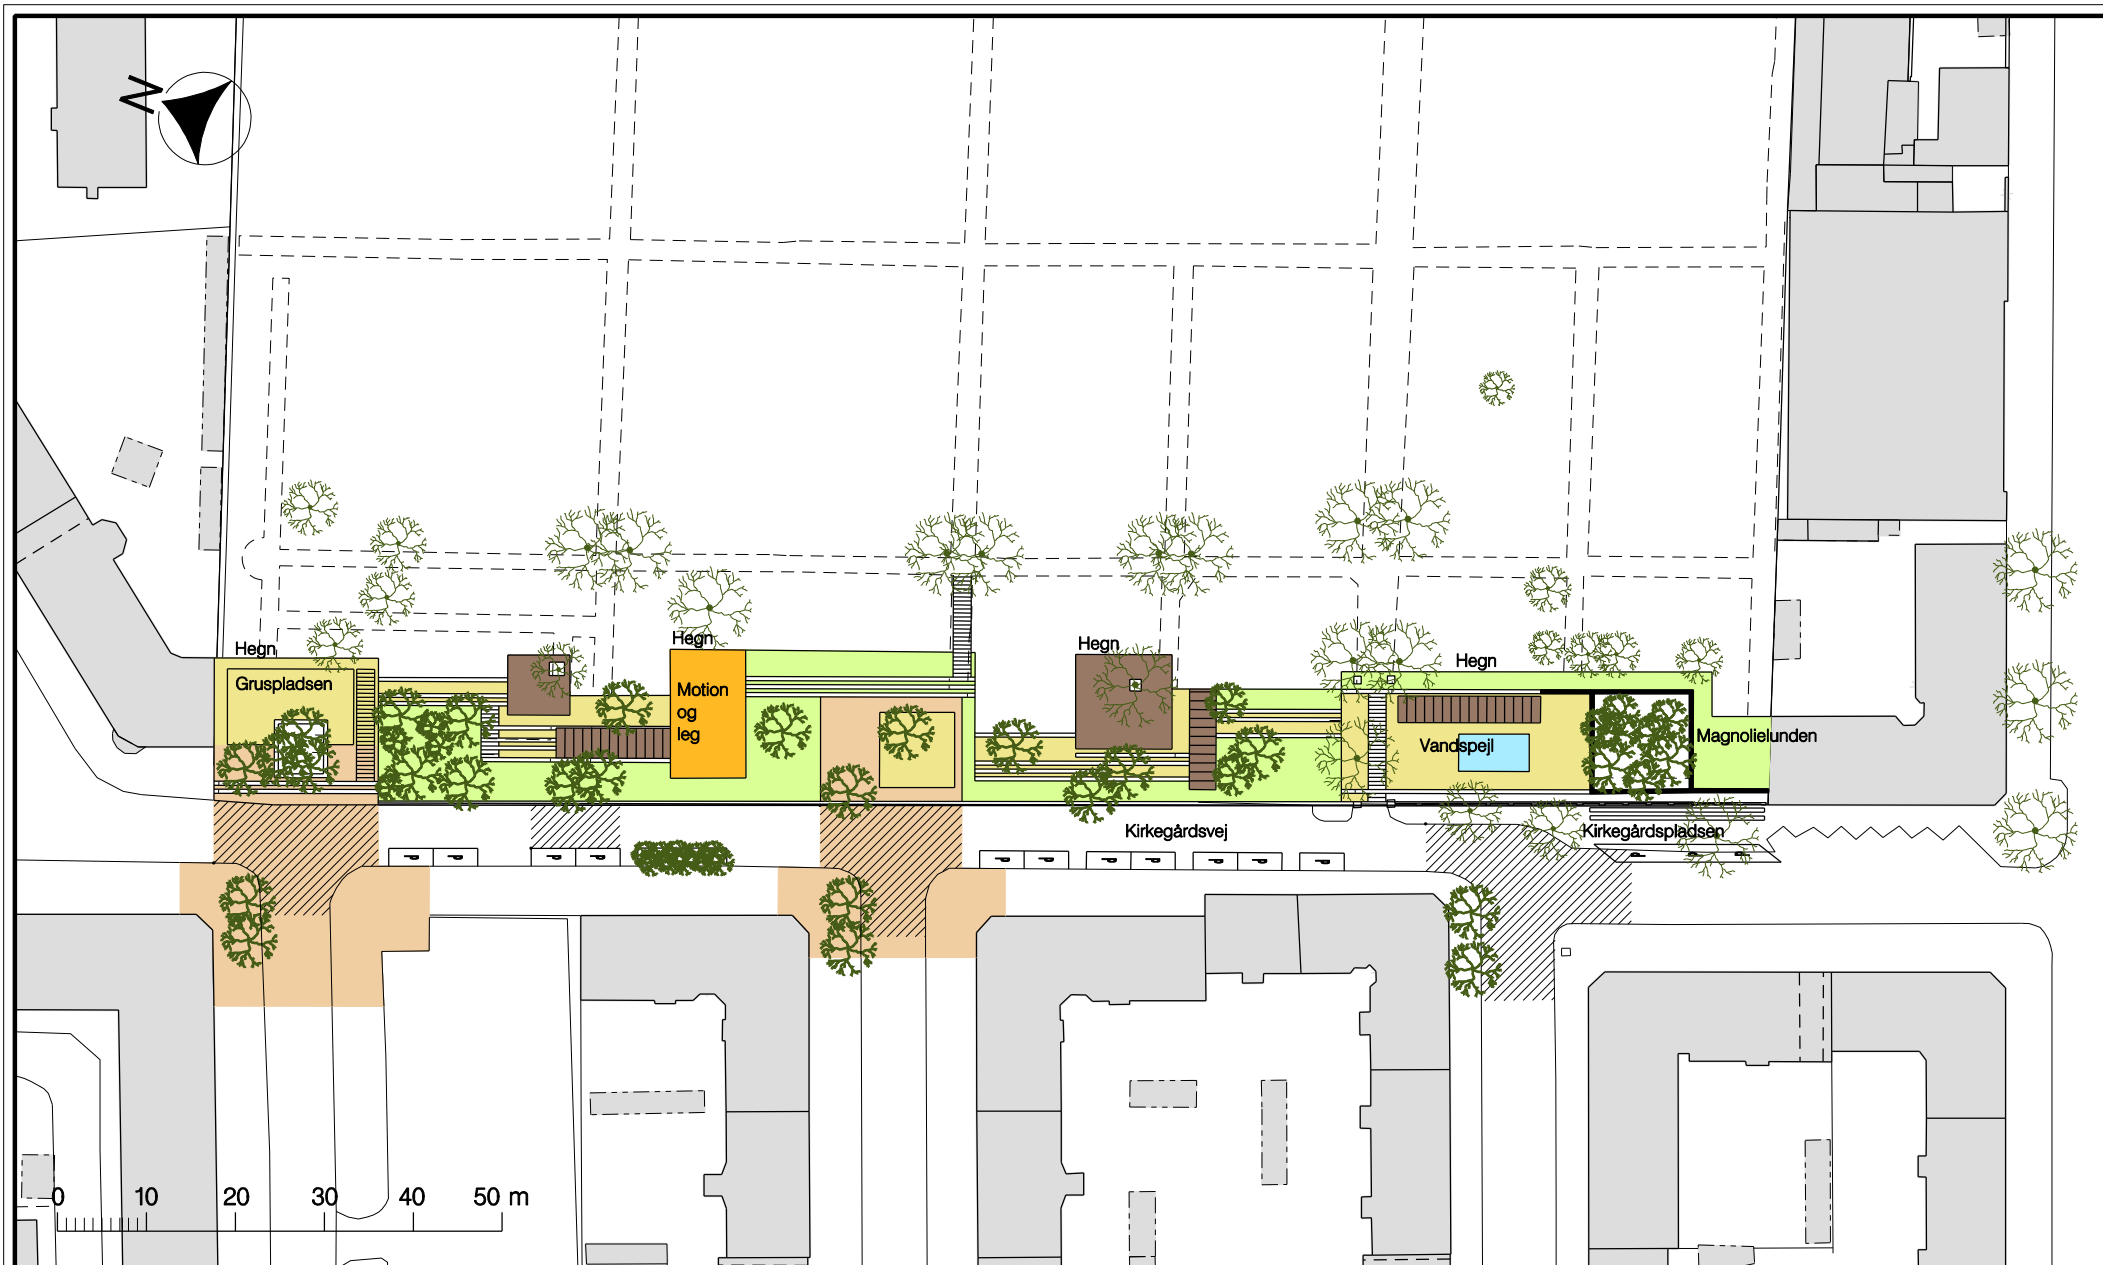 N
Hegn
Hegn
Hegn
Hegn
Gruspladsen
Motion
og
leg
Vandspejl
Magnolielunden
Kirkegårdsvej
Kirkegårdspladsen
P P P P P P P P P P P P P P
0 10 20 30 40 50 m